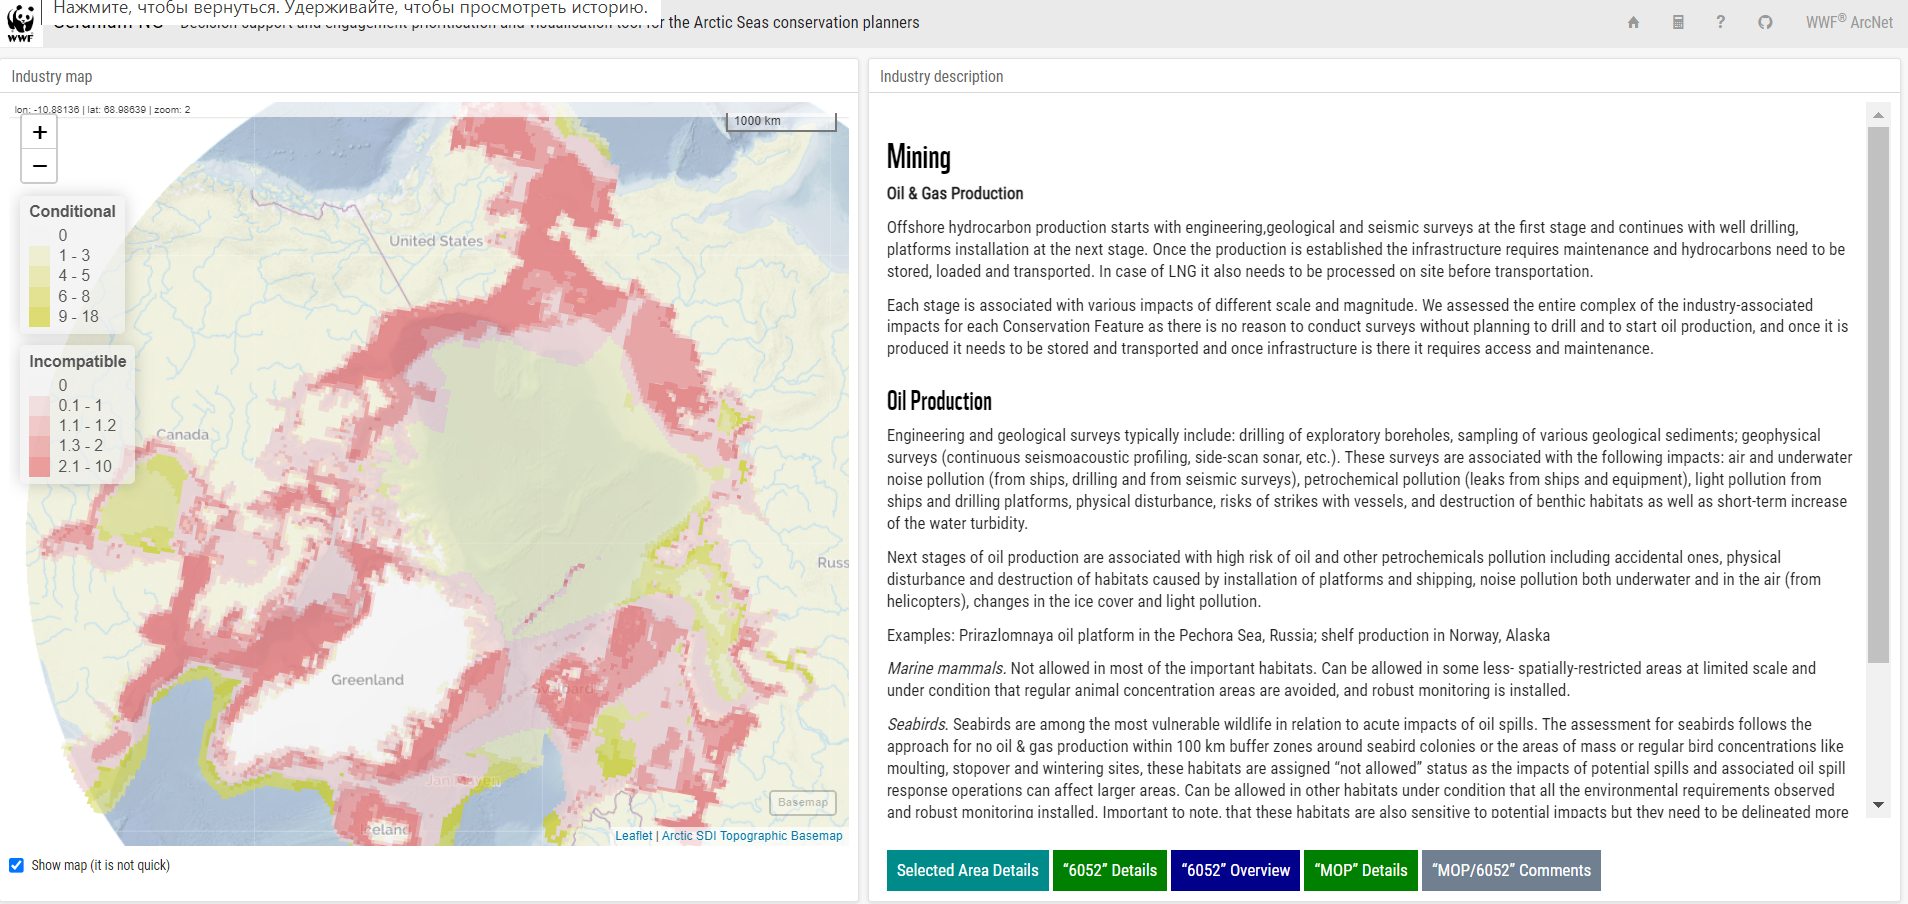 Нажмите, чтобы вернуться. Удерживайте, чтобы просмотреть историю.
for the Arctic Seas conservation planners
WWF® ArcNet
WWF
Industry map
lon: -10.88136 | lat: 68.98639 | zoom: 2
+
−
1000 km
Conditional
0
1 - 3
4 - 5
6 - 8
9 - 18
Incompatible
0
0.1 - 1
1.1 - 1.2
1.3 - 2
2.1 - 10
United States
Canada
Russ
Greenland
Svalbard
Jan Mayen
Iceland
Basemap
Leaflet | Arctic SDI Topographic Basemap
Show map (it is not quick)
Industry description
Mining
Oil & Gas Production
Offshore hydrocarbon production starts with engineering,geological and seismic surveys at the first stage and continues with well drilling,
platforms installation at the next stage. Once the production is established the infrastructure requires maintenance and hydrocarbons need to be
stored, loaded and transported. In case of LNG it also needs to be processed on site before transportation.
Each stage is associated with various impacts of different scale and magnitude. We assessed the entire complex of the industry-associated
impacts for each Conservation Feature as there is no reason to conduct surveys without planning to drill and to start oil production, and once it is
produced it needs to be stored and transported and once infrastructure is there it requires access and maintenance.
Oil Production
Engineering and geological surveys typically include: drilling of exploratory boreholes, sampling of various geological sediments; geophysical
surveys (continuous seismoacoustic profiling, side-scan sonar, etc.). These surveys are associated with the following impacts: air and underwater
noise pollution (from ships, drilling and from seismic surveys), petrochemical pollution (leaks from ships and equipment), light pollution from
ships and drilling platforms, physical disturbance, risks of strikes with vessels, and destruction of benthic habitats as well as short-term increase
of the water turbidity.
Next stages of oil production are associated with high risk of oil and other petrochemicals pollution including accidental ones, physical
disturbance and destruction of habitats caused by installation of platforms and shipping, noise pollution both underwater and in the air (from
helicopters), changes in the ice cover and light pollution.
Examples: Prirazlomnaya oil platform in the Pechora Sea, Russia; shelf production in Norway, Alaska
Marine mammals. Not allowed in most of the important habitats. Can be allowed in some less- spatially-restricted areas at limited scale and
under condition that regular animal concentration areas are avoided, and robust monitoring is installed.
Seabirds. Seabirds are among the most vulnerable wildlife in relation to acute impacts of oil spills. The assessment for seabirds follows the
approach for no oil & gas production within 100 km buffer zones around seabird colonies or the areas of mass or regular bird concentrations like
moulting, stopover and wintering sites, these habitats are assigned “not allowed” status as the impacts of potential spills and associated oil spill
response operations can affect larger areas. Can be allowed in other habitats under condition that all the environmental requirements observed
and robust monitoring installed. Important to note, that these habitats are also sensitive to potential impacts but they need to be delineated more
Selected Area Details
“6052” Details
“6052” Overview
“MOP” Details
“MOP/6052” Comments